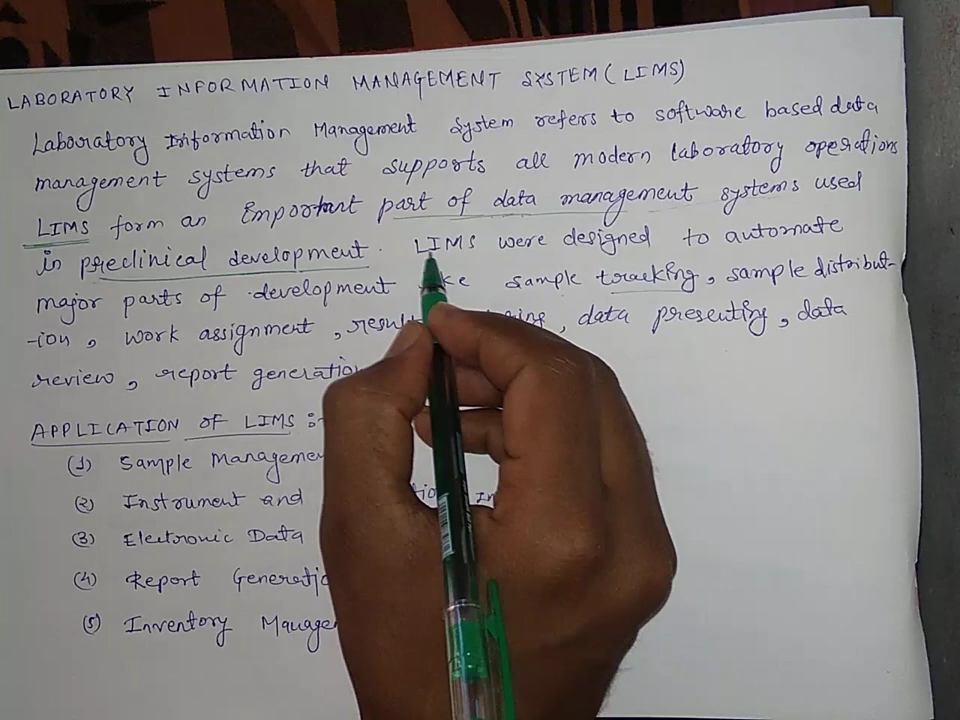 LABORATORY INFORMATION MANAGEMENT SYSTEM (LIMS)
Laboratory Information Management System refers to software based data
management systems that supports all modern laboratory operations
LIMS form an Important part of data management systems used
in preclinical development. LIMS were designed to automate
major parts of development sample tracking, sample distribut-
-ion, work assignment, data presenting, data
review, report generation
APPLICATION OF LIMS :-
(1) Sample
(2) Instrument and
(3) Electronic Data
(4) Report
(5) Inventory